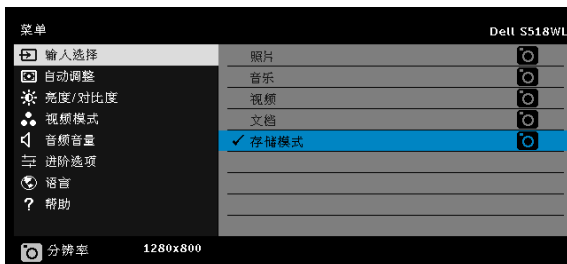 菜单
Dell S518WL
输入选择
自动调整
亮度/对比度
视频模式
音频音量
进阶选项
语言
帮助
照片
音乐
视频
文档
✓ 存储模式
分辨率 1280x800